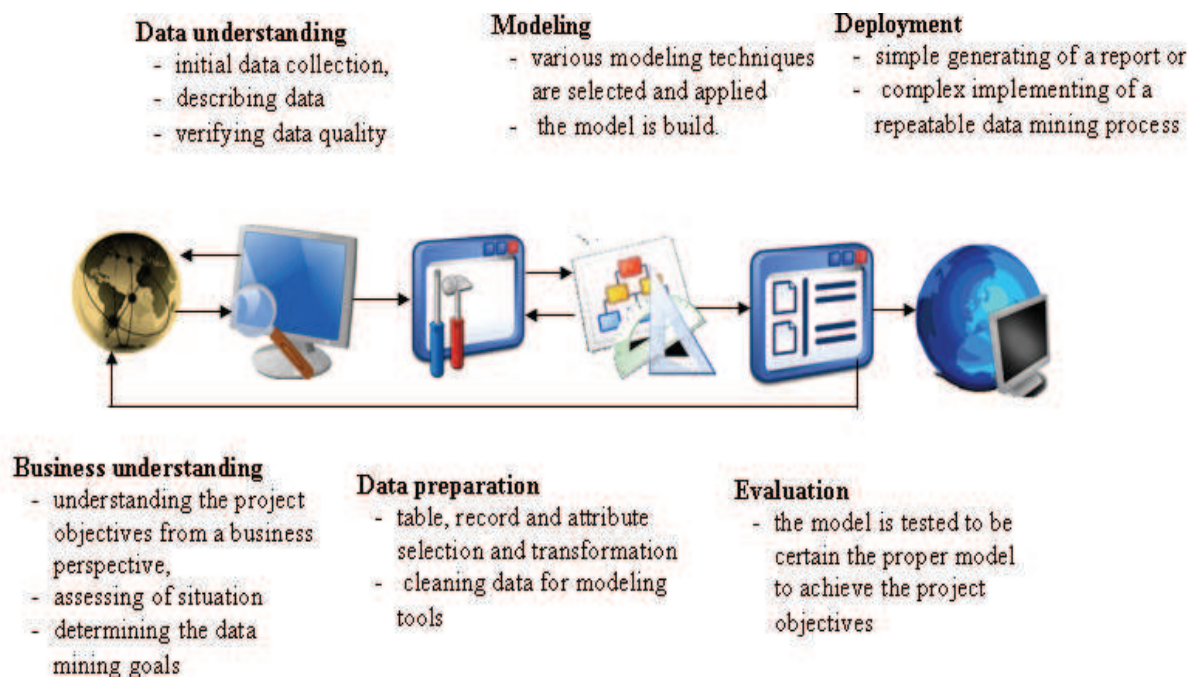 Data understanding
- initial data collection,
- describing data
- verifying data quality
Modeling
- various modeling techniques
are selected and applied
- the model is build.
Deployment
- simple generating of a report or
- complex implementing of a
repeatable data mining process
Business understanding
- understanding the project
objectives from a business
perspective,
- assessing of situation
- determining the data
mining goals
Data preparation
- table, record and attribute
selection and transformation
- cleaning data for modeling
tools
Evaluation
- the model is tested to be
certain the proper model
to achieve the project
objectives